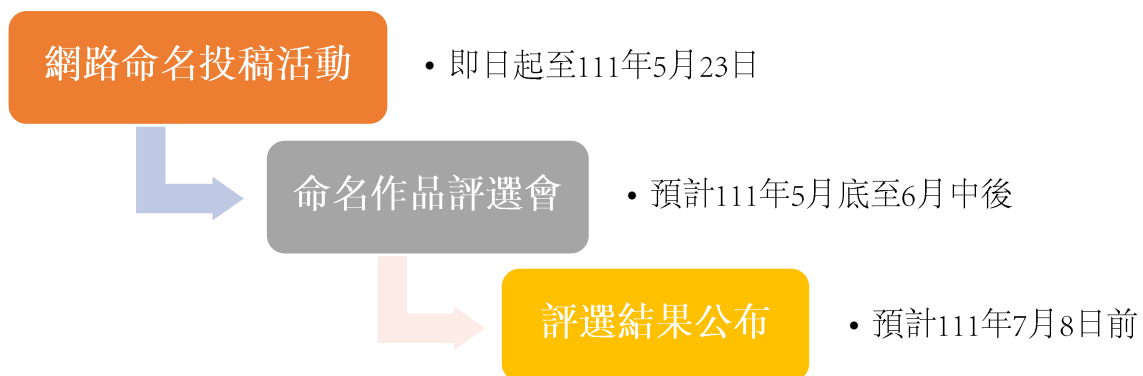 網路命名投稿活動
• 即日起至111年5月23日
命名作品評選會
• 預計111年5月底至6月中後
評選結果公布
• 預計111年7月8日前